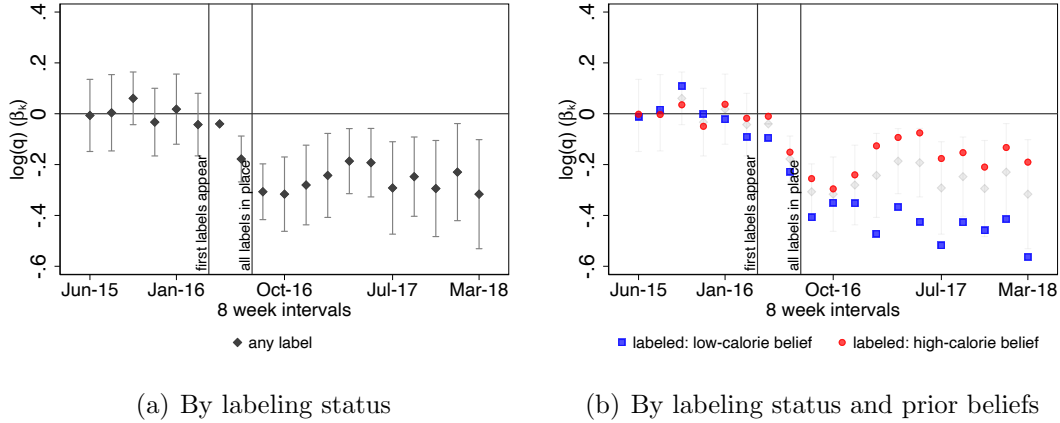 .4
.2
0
-.2
-.4
-.6
log(q) (βk)
first labels appear
all labels in place
Jun-15
Jan-16
Oct-16
Jul-17
Mar-18
8 week intervals
any label
(a) By labeling status
.4
.2
0
-.2
-.4
-.6
log(q) (βk)
first labels appear
all labels in place
Jun-15
Jan-16
Oct-16
Jul-17
Mar-18
8 week intervals
labeled: low-calorie belief
labeled: high-calorie belief
(b) By labeling status and prior beliefs